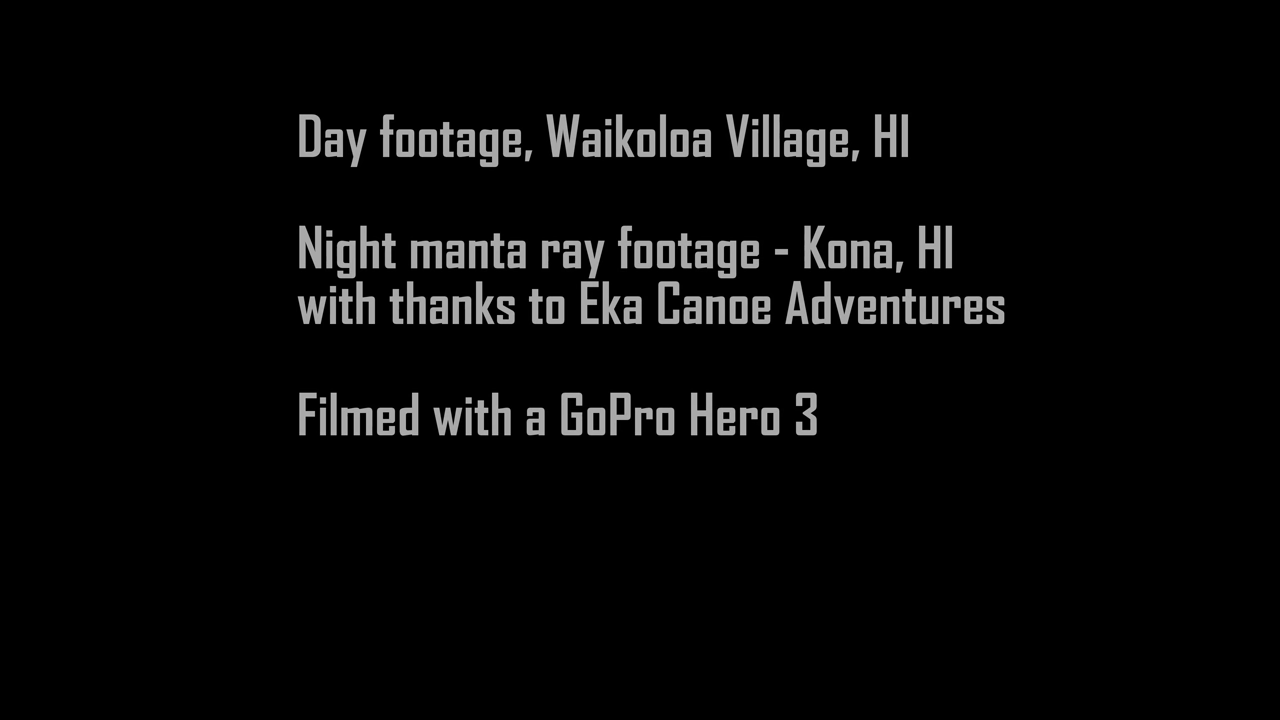 Day footage, Waikoloa Village, HI
Night manta ray footage - Kona, HI
with thanks to Eka Canoe Adventures
Filmed with a GoPro Hero 3